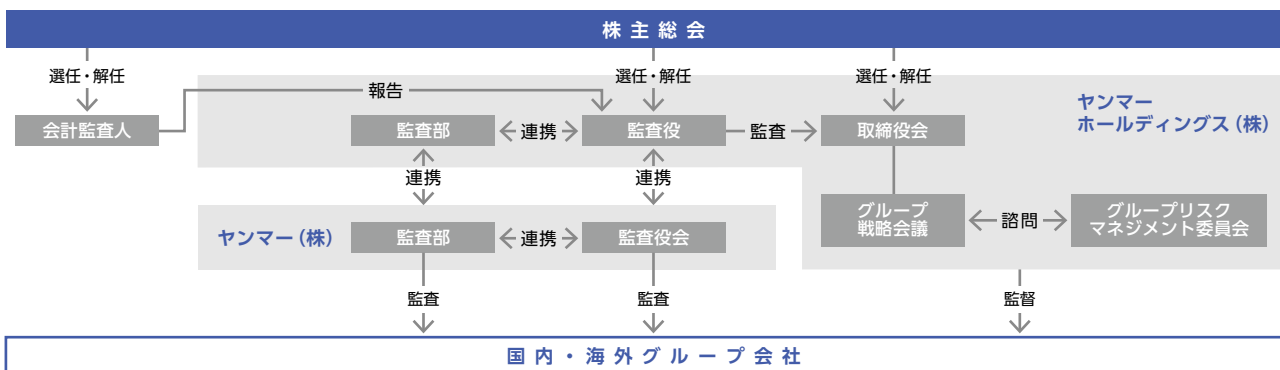 株主総会
選任・解任
選任・解任
選任・解任
報告
ヤンマー
ホールディングス(株)
会計監査人
監査部
連携
監査役
監査
取締役会
連携
連携
グループ
戦略会議
諮問
グループリスク
マネジメント委員会
ヤンマー(株)
監査部
連携
監査役会
監査
監査
監督
国内・海外グループ会社